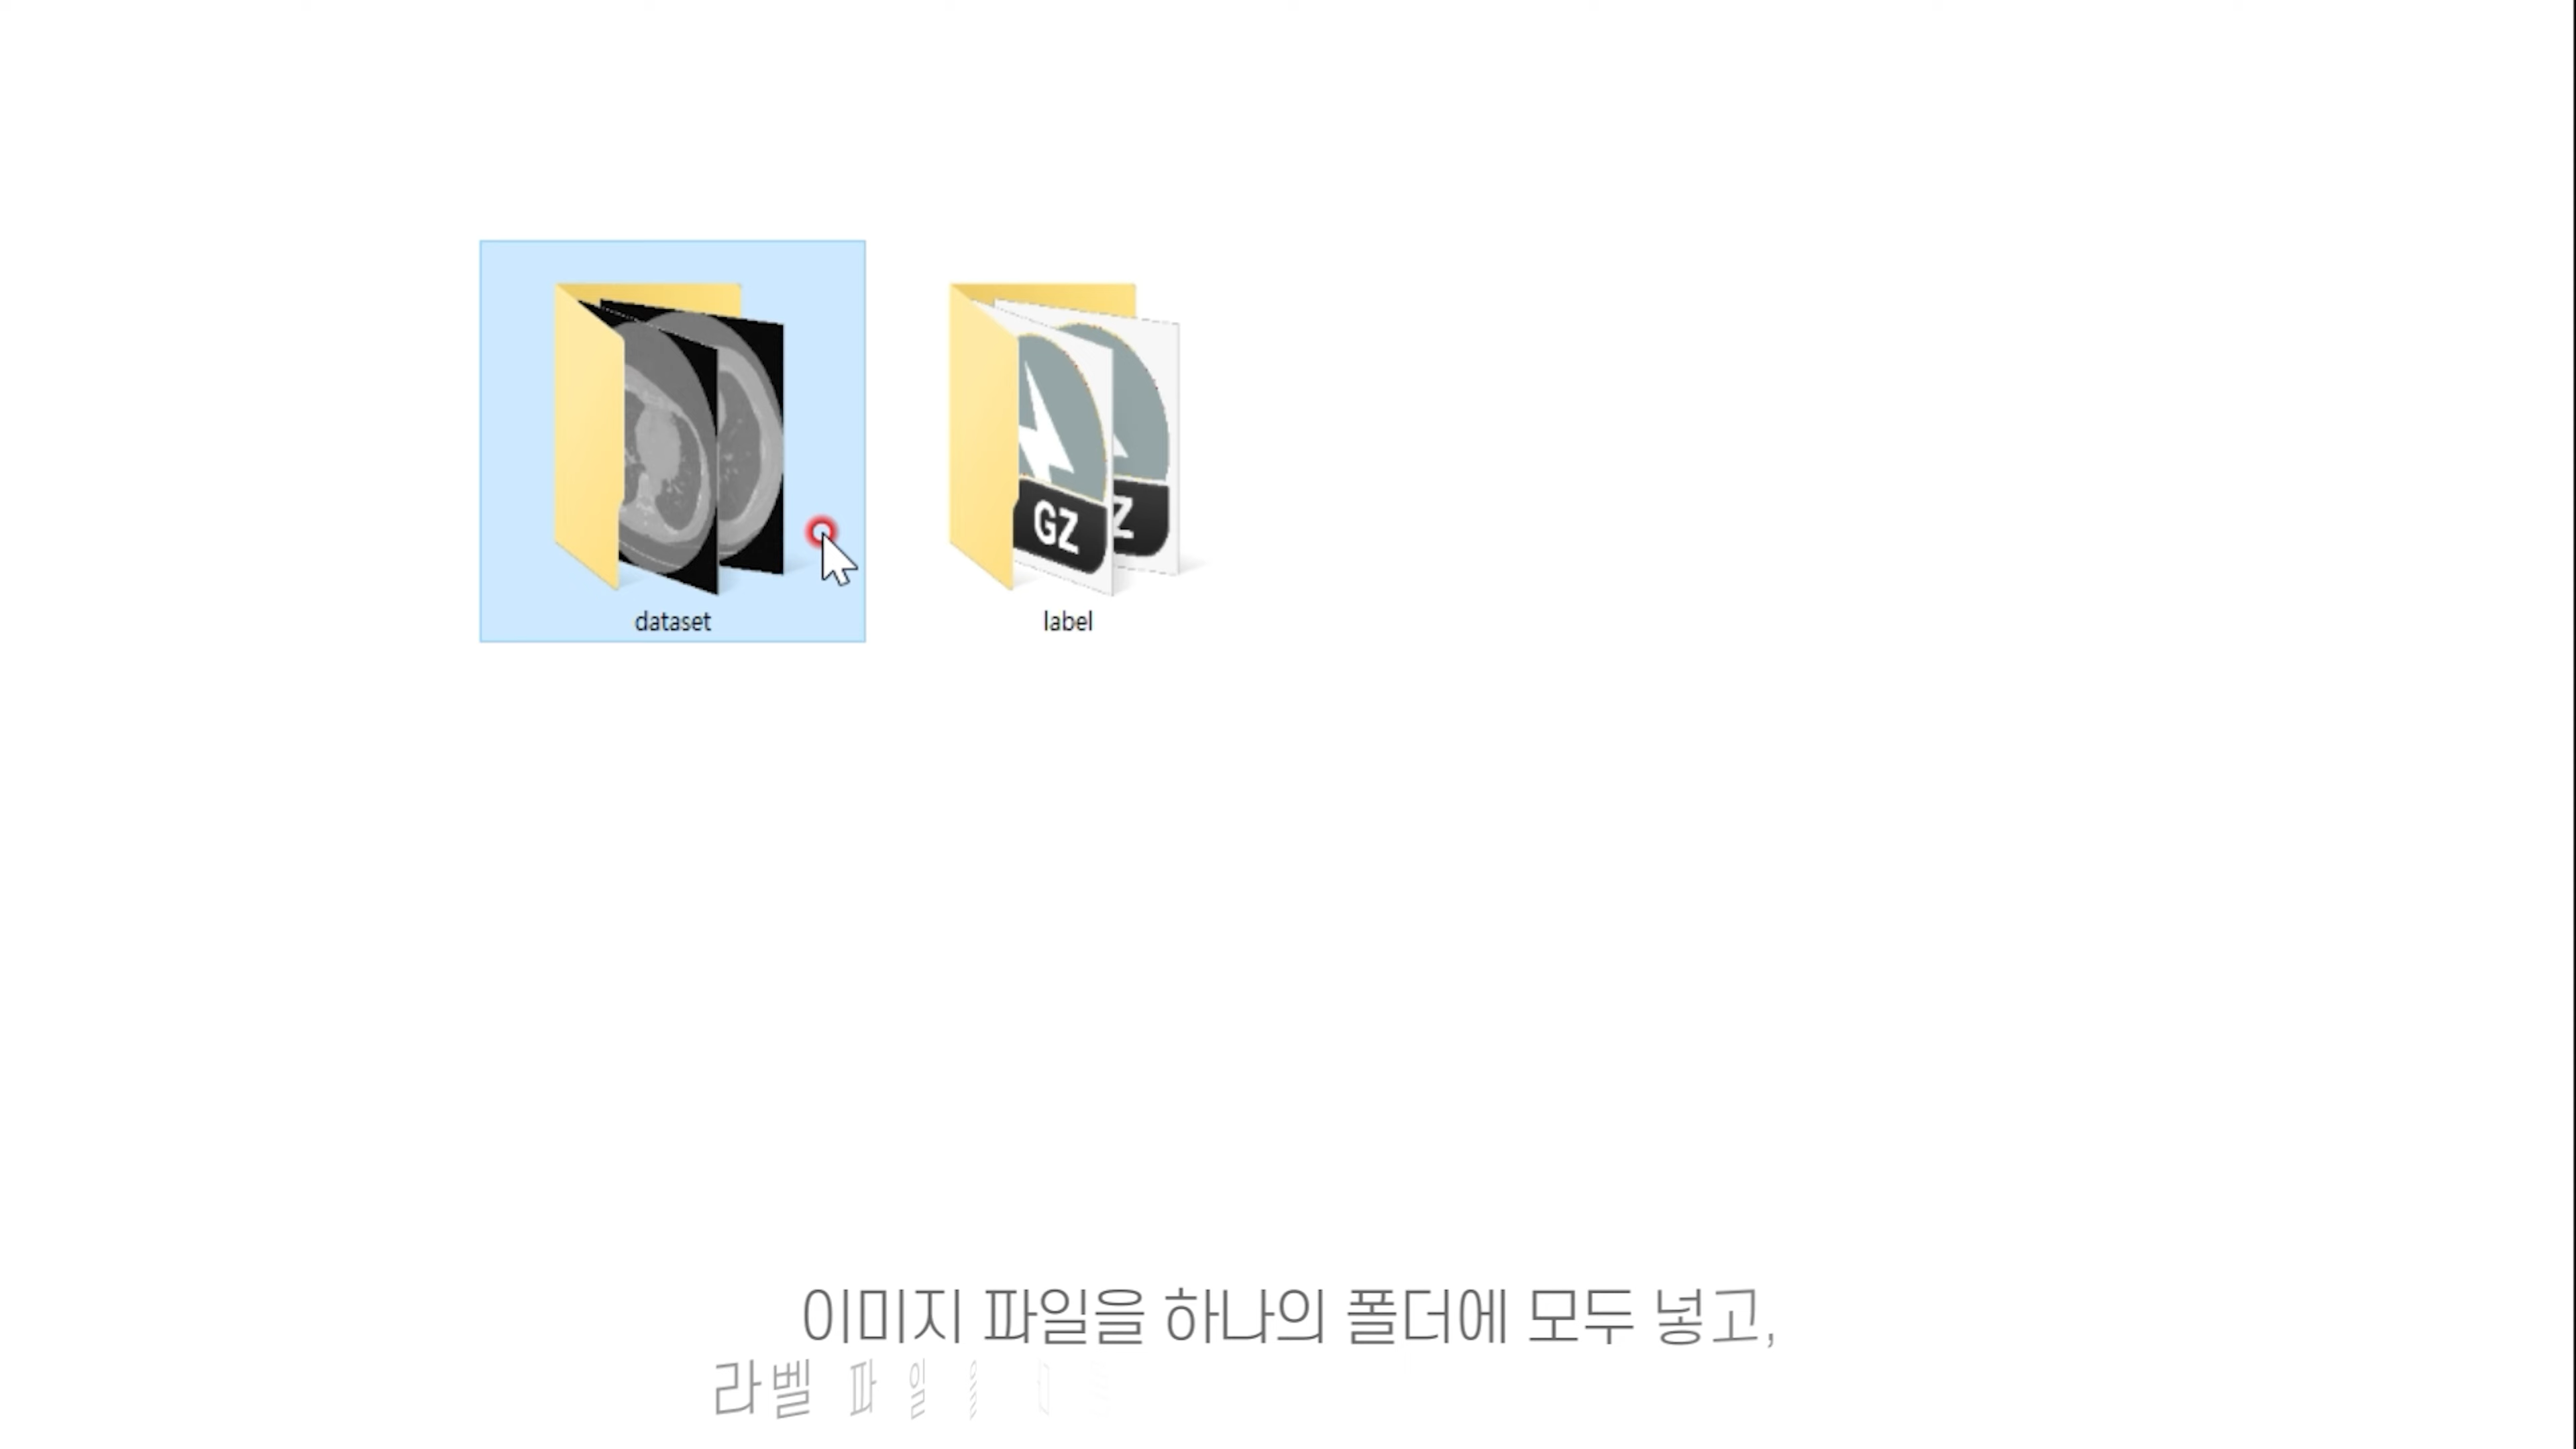 GZ
Z
dataset
label
이미지 파일을 하나의 폴더에 모두 넣고,
라벨 파일을